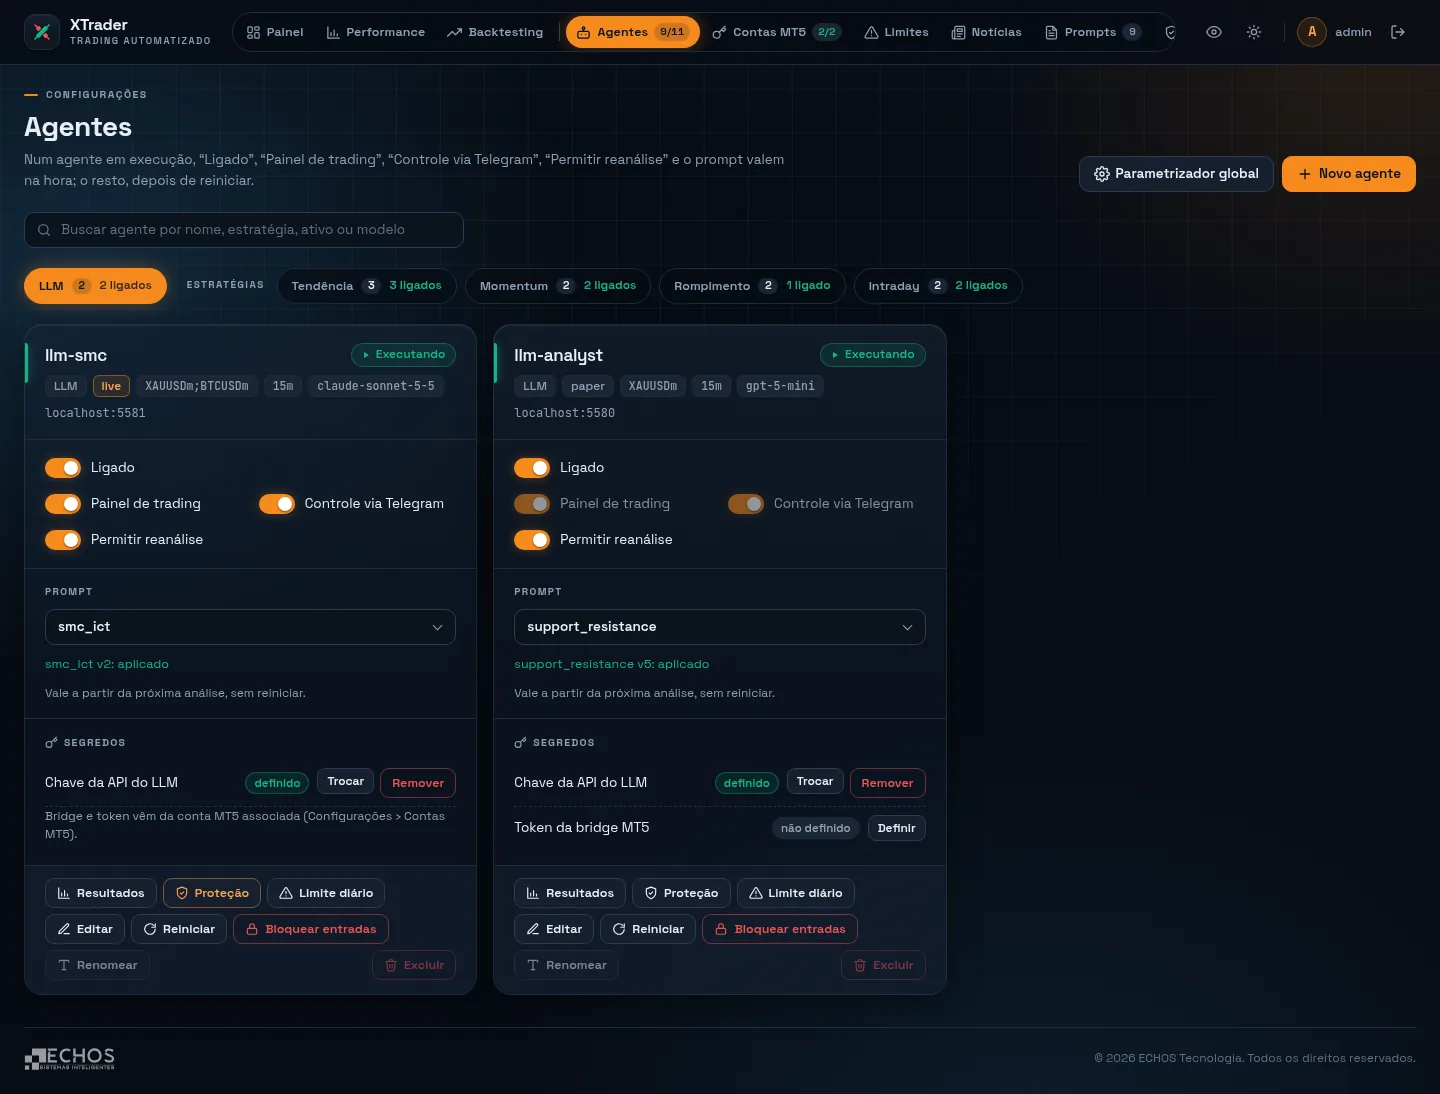 XTrader
TRADING AUTOMATIZADO
Painel
Performance
Backtesting
Agentes 9/11
Contas MT5 2/2
Limites
Notícias
Prompts 9
A admin
CONFIGURAÇÕES
Agentes
Num agente em execução, “Ligado”, “Painel de trading”, “Controle via Telegram”, “Permitir reanálise” e o prompt valem
na hora; o resto, depois de reiniciar.
Parametrizador global
Novo agente
Buscar agente por nome, estratégia, ativo ou modelo
LLM 2 2 ligados
ESTRATÉGIAS
Tendência 3 3 ligados
Momentum 2 2 ligados
Rompimento 2 1 ligado
Intraday 2 2 ligados
llm-smc
Executando
LLM live XAUUSDm;BTCUSDm 15m claude-sonnet-5-5
localhost:5581
Ligado
Painel de trading
Controle via Telegram
Permitir reanálise
PROMPT
smc_ict
smc_ict v2: aplicado
Vale a partir da próxima análise, sem reiniciar.
SEGREDOS
Chave da API do LLM definido Trocar Remover
Bridge e token vêm da conta MT5 associada (Configurações › Contas
MT5).
Resultados Proteção Limite diário
Editar Reiniciar Bloquear entradas
Renomear Excluir
llm-analyst
Executando
LLM paper XAUUSDm 15m gpt-5-mini
localhost:5580
Ligado
Painel de trading
Controle via Telegram
Permitir reanálise
PROMPT
support_resistance
support_resistance v5: aplicado
Vale a partir da próxima análise, sem reiniciar.
SEGREDOS
Chave da API do LLM definido Trocar Remover
Token da bridge MT5 não definido Definir
Resultados Proteção Limite diário
Editar Reiniciar Bloquear entradas
Renomear Excluir
ECHOS
SISTEMAS INTELIGENTES
© 2026 ECHOS Tecnologia. Todos os direitos reservados.